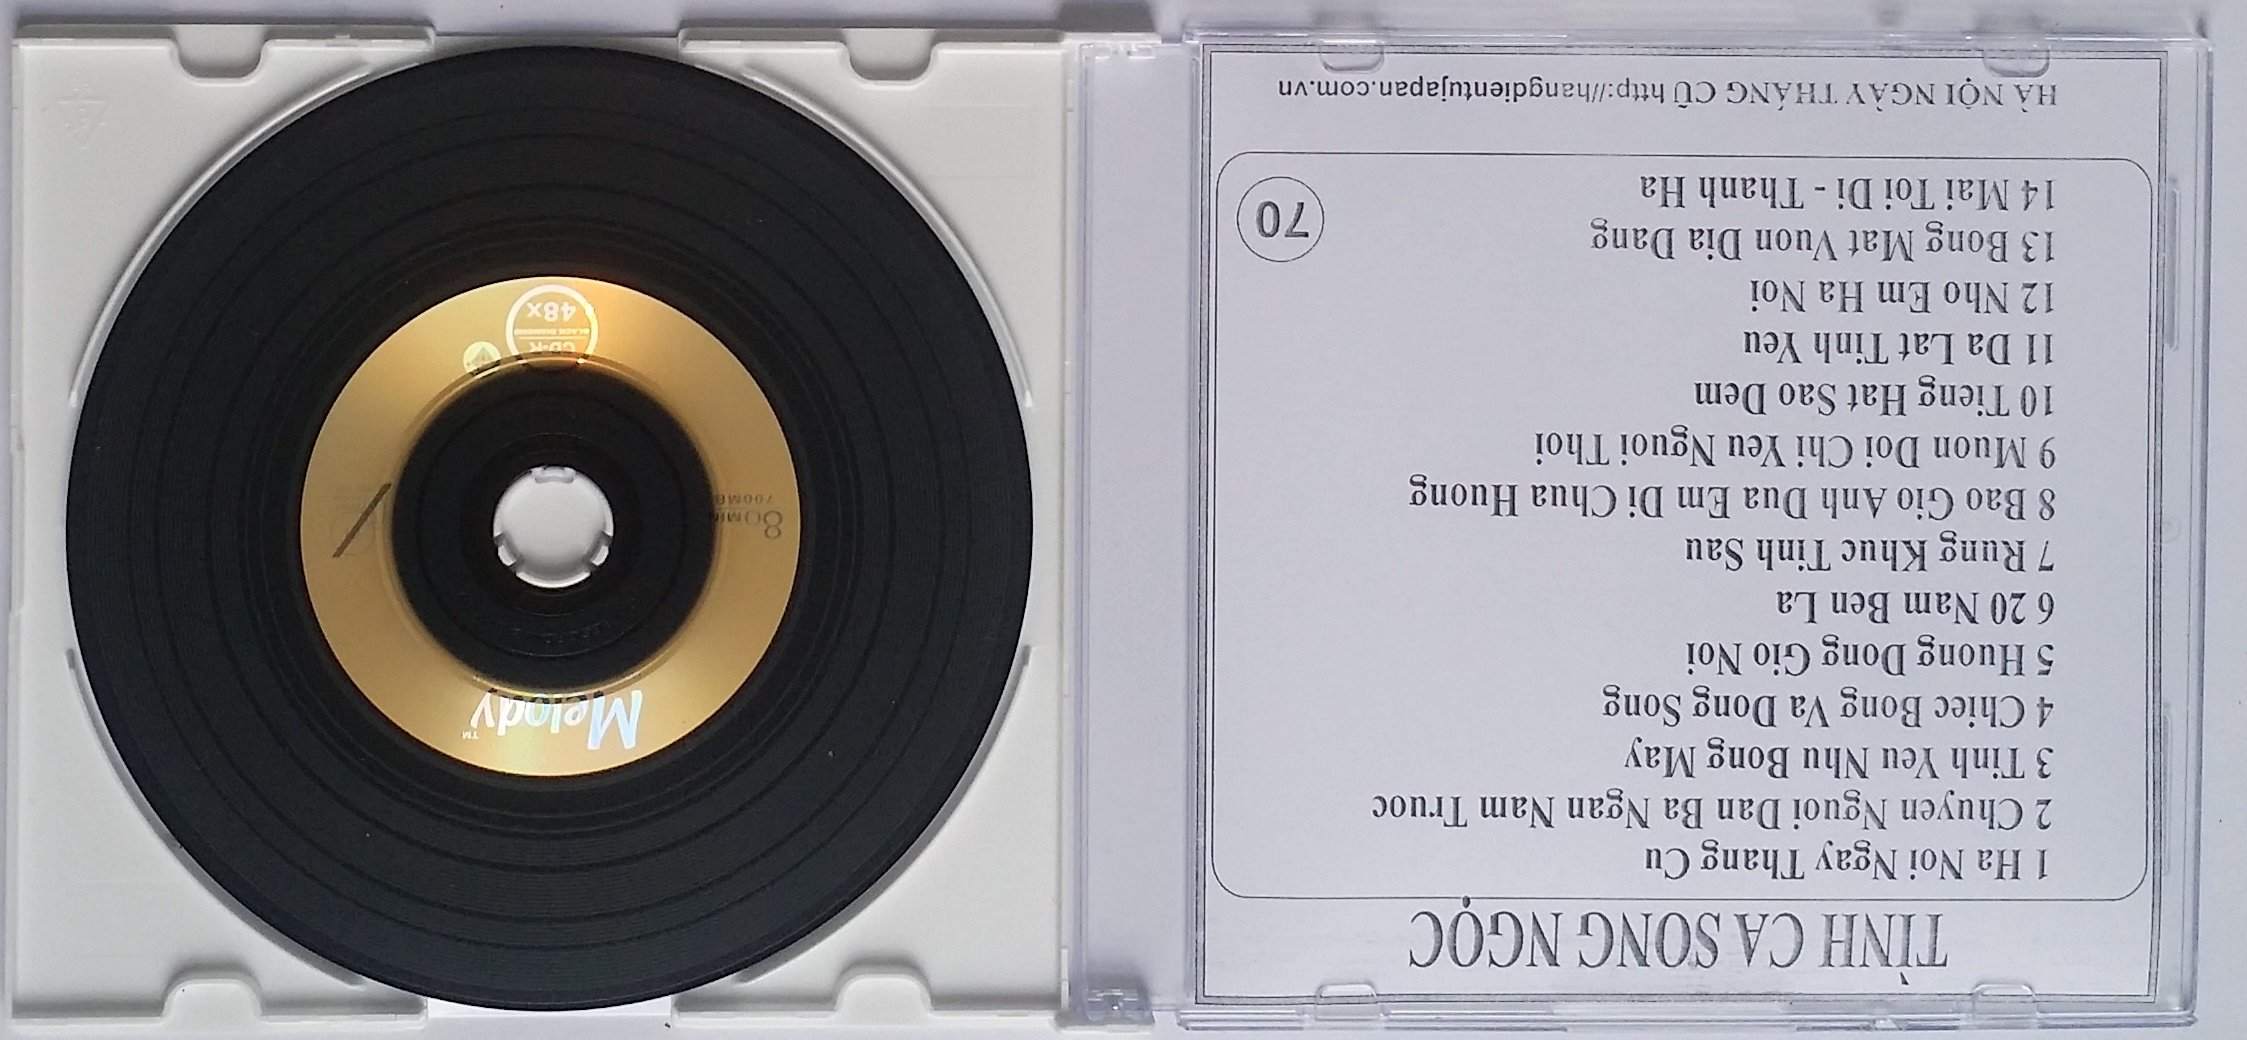 TÌNH CA SONG NGỌC
1 Ha Noi Ngay Thang Cu
2 Chuyen Nguoi Dan Ba Ngan Nam Truoc
3 Tinh Yeu Nhu Bong May
4 Chiec Bong Va Dong Song
5 Huong Dong Gio Noi
6 20 Nam Ben La
7 Rung Khuc Tinh Sau
8 Bao Gio Anh Dua Em Di Chua Huong
9 Muon Doi Chi Yeu Nguoi Thoi
10 Tieng Hat Sao Dem
11 Da Lat Tinh Yeu
12 Nho Em Ha Noi
13 Bong Mat Vuon Dia Dang
14 Mai Toi Di - Thanh Ha
70
HÀ NỘI NGÀY THÁNG CŨ http://hangdientujapan.com.vn
Melody™
80MIN
700MB
CD-R
BLACK DIAMOND
48x